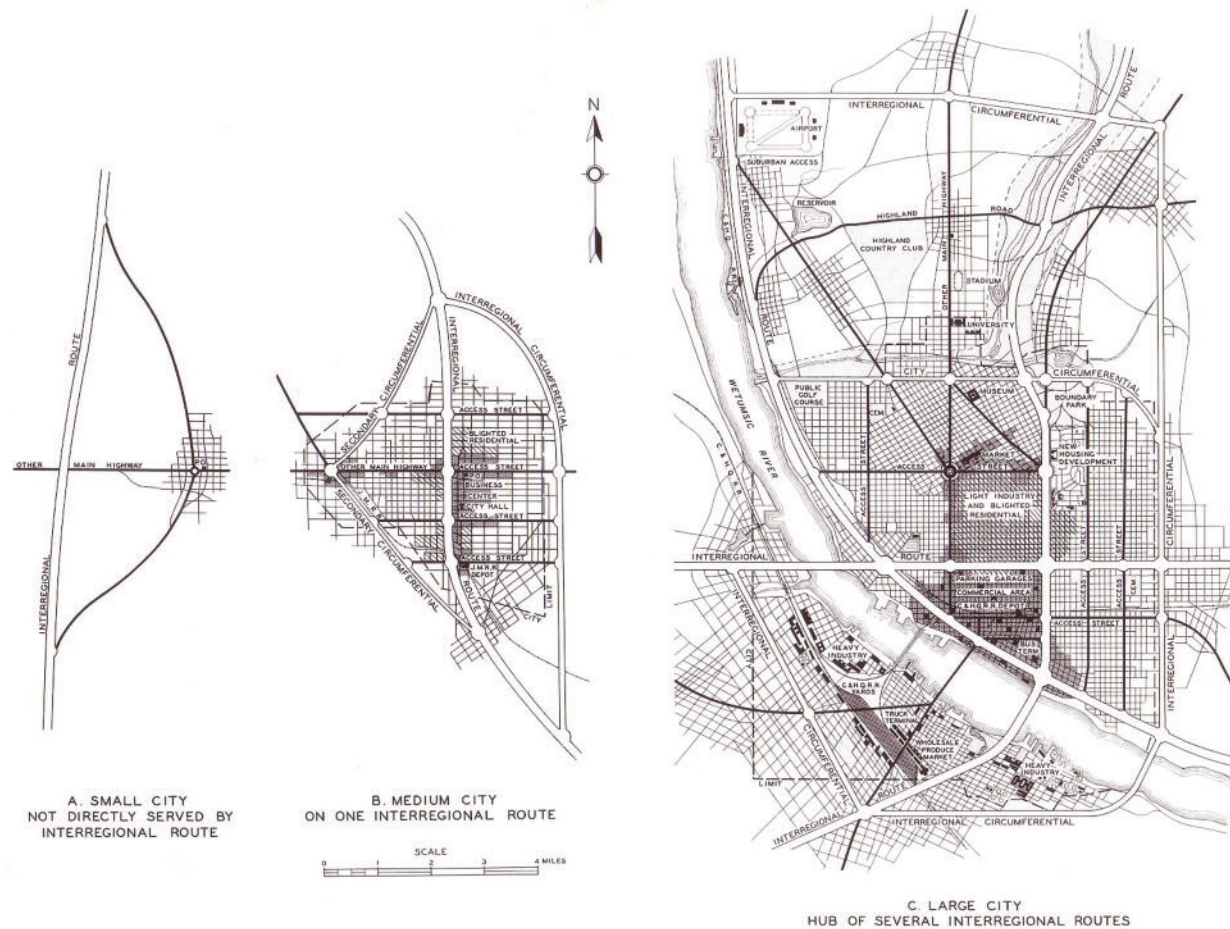 ROUTE
INTERREGIONAL
OTHER MAIN HIGHWAY
P.O.
A. SMALL CITY
NOT DIRECTLY SERVED BY
INTERREGIONAL ROUTE
N
INTERREGIONAL
CIRCUMFERENTIAL
SECONDARY CIRCUMFERENTIAL
INTERREGIONAL
ACCESS STREET
BLIGHTED
RESIDENTIAL
OTHER MAIN HIGHWAY
ACCESS STREET
P.O.
BUSINESS
CENTER
CITY HALL
J.M.R.R.
ACCESS STREET
SECONDARY CIRCUMFERENTIAL
ACCESS STREET
J.M.R.R.
DEPOT
ROUTE
CITY
LIMIT
B. MEDIUM CITY
ON ONE INTERREGIONAL ROUTE
SCALE
0 1 2 3 4 MILES
INTERREGIONAL CIRCUMFERENTIAL
ROUTE
INTERREGIONAL
AIRPORT
SUBURBAN ACCESS
INTERREGIONAL
ROUTE
C. & H.Q.
R.R.
RESERVOIR
HIGHLAND ROAD
HIGHLAND
COUNTRY CLUB
OTHER MAIN HIGHWAY
STADIUM
UNIVERSITY
CITY
CIRCUMFERENTIAL
PUBLIC
GOLF
COURSE
CEM.
MUSEUM
BOUNDARY
PARK
WETUMSIC
RIVER
C. & H.Q. R.R.
ACCESS STREET
ACCESS STREET
MARKET
NEW
HOUSING
DEVELOPMENT
LIGHT INDUSTRY
AND BLIGHTED
RESIDENTIAL
ACCESS STREET
ACCESS STREET
CEM.
CIRCUMFERENTIAL
INTERREGIONAL
INTERREGIONAL ROUTE
PARKING GARAGES
COMMERCIAL AREA
C. & H.Q.R.R. DEPOT
BUS
TERM.
ACCESS STREET
INTERREGIONAL
CIRCUMFERENTIAL
CITY
LIMIT
HEAVY
INDUSTRY
C. & H.Q.R.R.
YARDS
TRUCK
TERMINAL
WHOLESALE
PRODUCE
MARKET
HEAVY
INDUSTRY
INTERREGIONAL ROUTE
INTERREGIONAL CIRCUMFERENTIAL
C. LARGE CITY
HUB OF SEVERAL INTERREGIONAL ROUTES